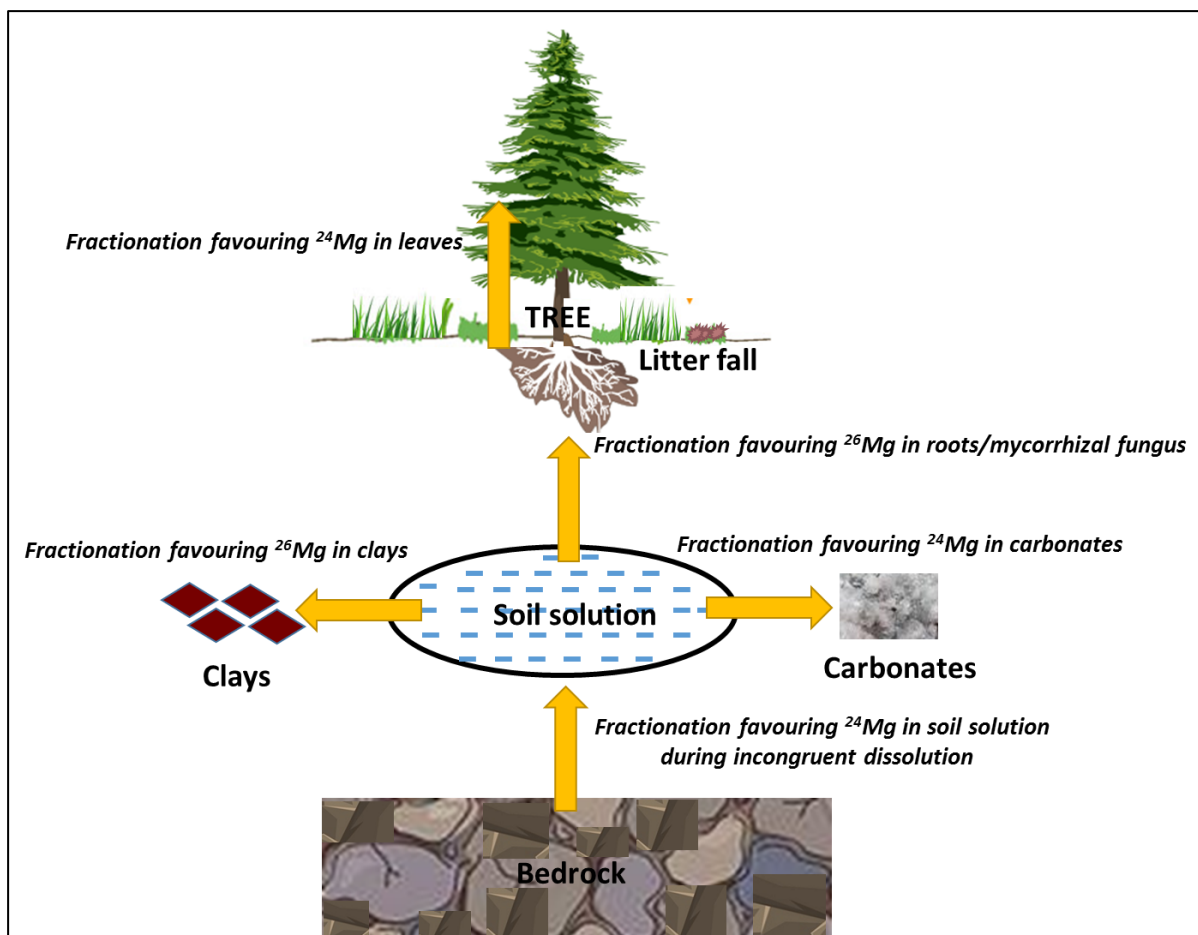 Fractionation favouring ²⁴Mg in leaves
TREE
Litter fall
Fractionation favouring ²⁶Mg in roots/mycorrhizal fungus
Fractionation favouring ²⁶Mg in clays
Fractionation favouring ²⁴Mg in carbonates
Soil solution
Clays
Carbonates
Fractionation favouring ²⁴Mg in soil solution
during incongruent dissolution
Bedrock